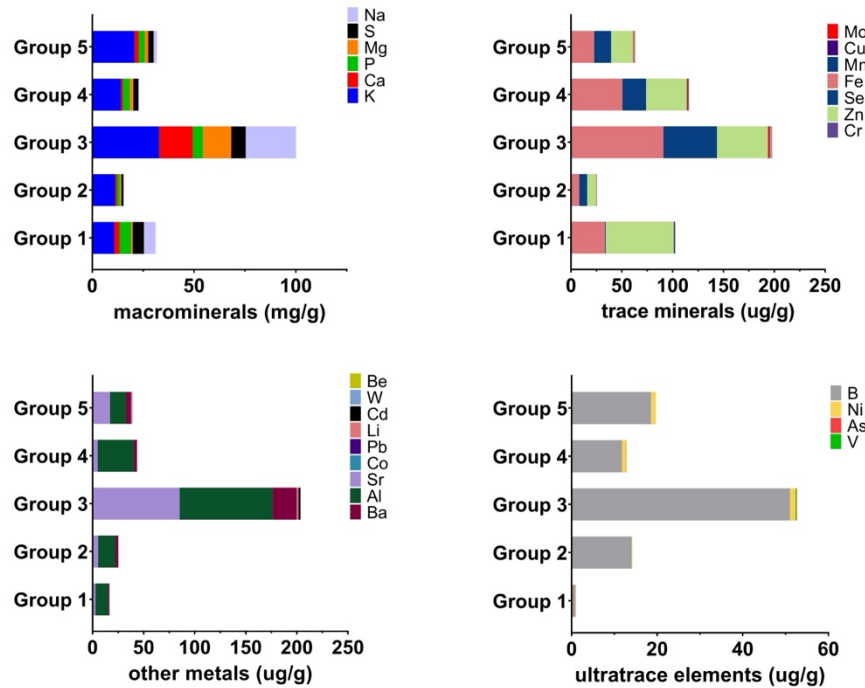 Group 5
Group 4
Group 3
Group 2
Group 1
0
50
100
macrominerals (mg/g)
Na
S
Mg
P
Ca
K
Group 5
Group 4
Group 3
Group 2
Group 1
0
50
100
150
200
250
trace minerals (ug/g)
Mo
Cu
Mn
Fe
Se
Zn
Cr
Group 5
Group 4
Group 3
Group 2
Group 1
0
50
100
150
200
250
other metals (ug/g)
Be
W
Cd
Li
Pb
Co
Sr
Al
Ba
Group 5
Group 4
Group 3
Group 2
Group 1
0
20
40
60
ultratrace elements (ug/g)
B
Ni
As
V